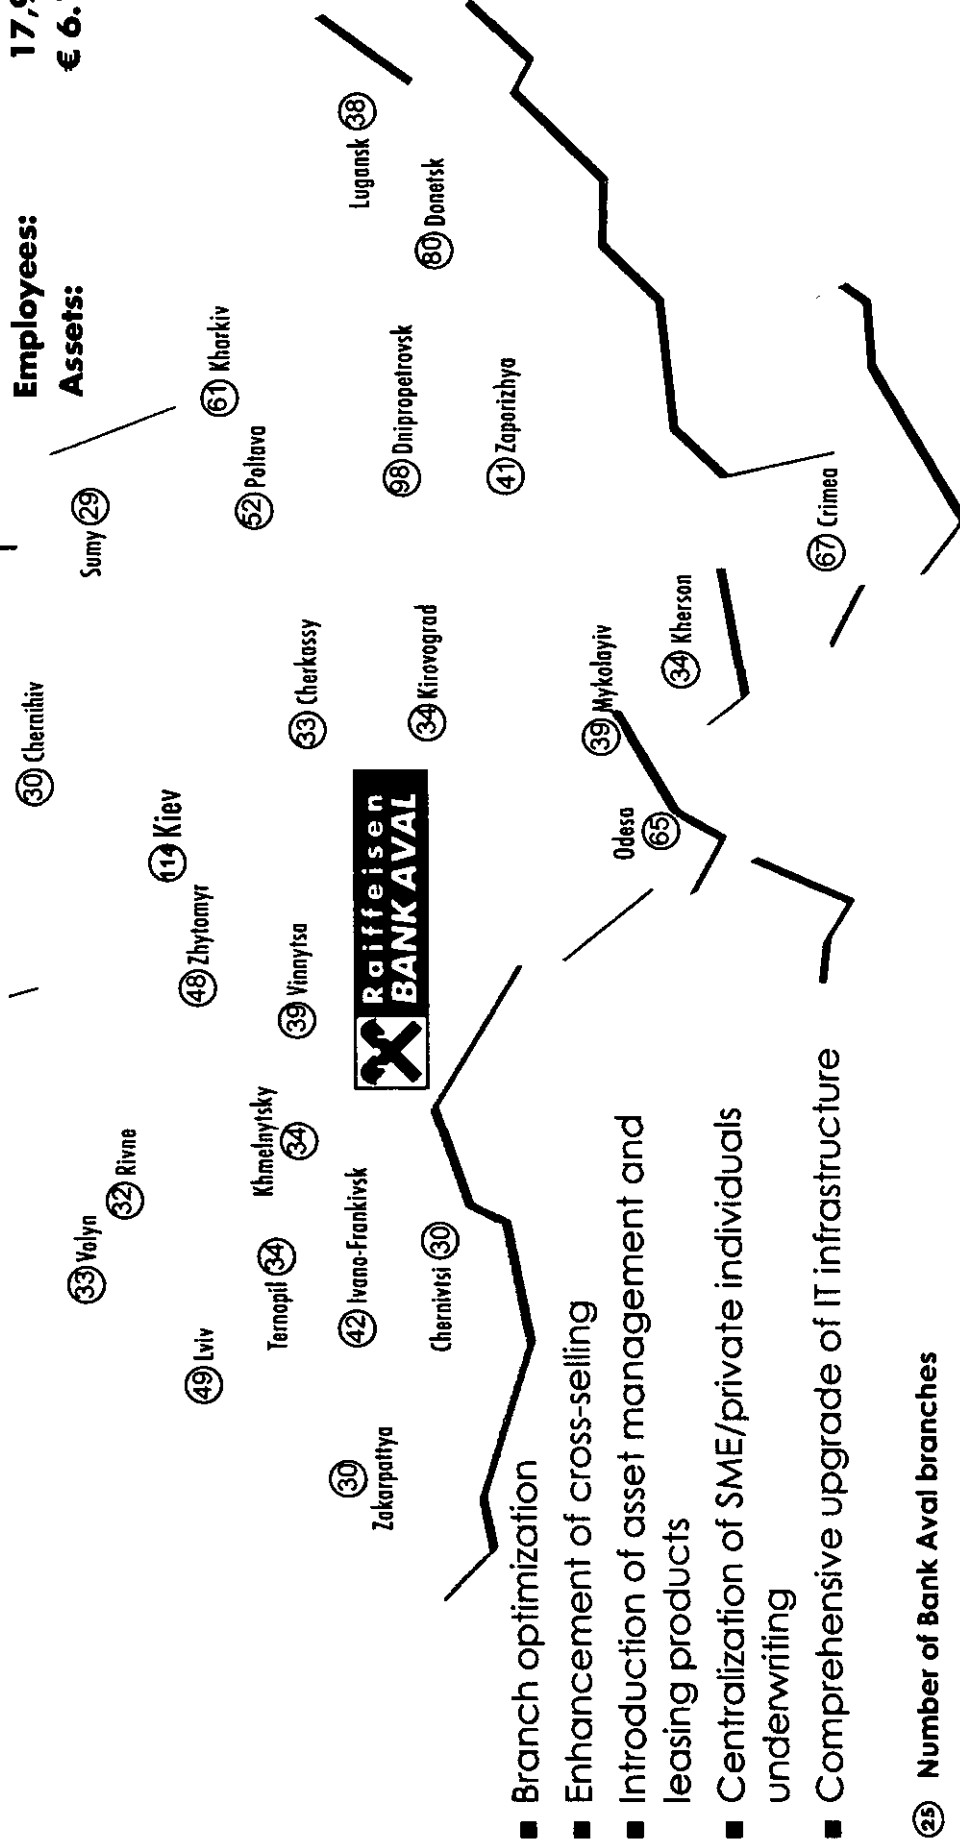 Employees:
Assets:
17,9
€ 6.
30 Chernihiv
Sumy 29
33 Volyn
32 Rivne
114 Kiev
48 Zhytomyr
49 Lviv
61 Kharkiv
52 Poltava
Khmelnytsky
34
Ternopil 34
39 Vinnytsa
33 Cherkassy
Lugansk 38
30
Zakarpattya
42 Ivano-Frankivsk
Raiffeisen
BANK AVAL
34 Kirovograd
98 Dnipropetrovsk
80 Donetsk
Chernivtsi 30
41 Zaporizhya
39 Mykolayiv
Odesa
65
34 Kherson
67 Crimea
■ Branch optimization
■ Enhancement of cross-selling
■ Introduction of asset management and
leasing products
■ Centralization of SME/private individuals
underwriting
■ Comprehensive upgrade of IT infrastructure
25 Number of Bank Aval branches